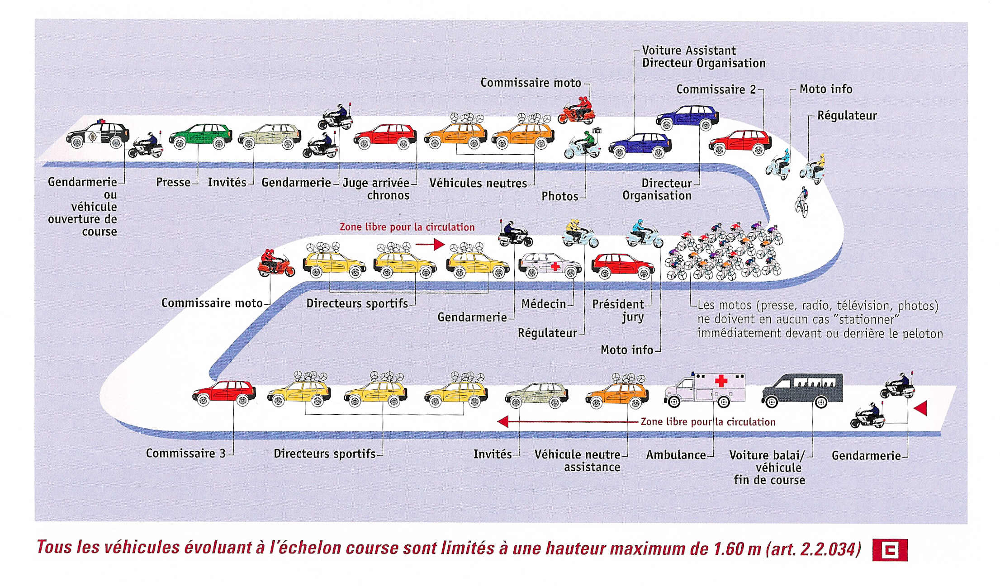 Voiture Assistant
Directeur Organisation
Commissaire moto
Commissaire 2
Moto info
Régulateur
Gendarmerie
ou
véhicule
ouverture de
course
Presse
Invités
Gendarmerie
Juge arrivée
chronos
Véhicules neutres
Photos
Directeur
Organisation
Zone libre pour la circulation
Commissaire moto
Directeurs sportifs
Gendarmerie
Médecin
Régulateur
Président
jury
Moto info
Les motos (presse, radio, télévision, photos)
ne doivent en aucun cas "stationner"
immédiatement devant ou derrière le peloton
Zone libre pour la circulation
Commissaire 3
Directeurs sportifs
Invités
Véhicule neutre
assistance
Ambulance
Voiture balai/
véhicule
fin de course
Gendarmerie
Tous les véhicules évoluant à l'échelon course sont limités à une hauteur maximum de 1.60 m (art. 2.2.034)